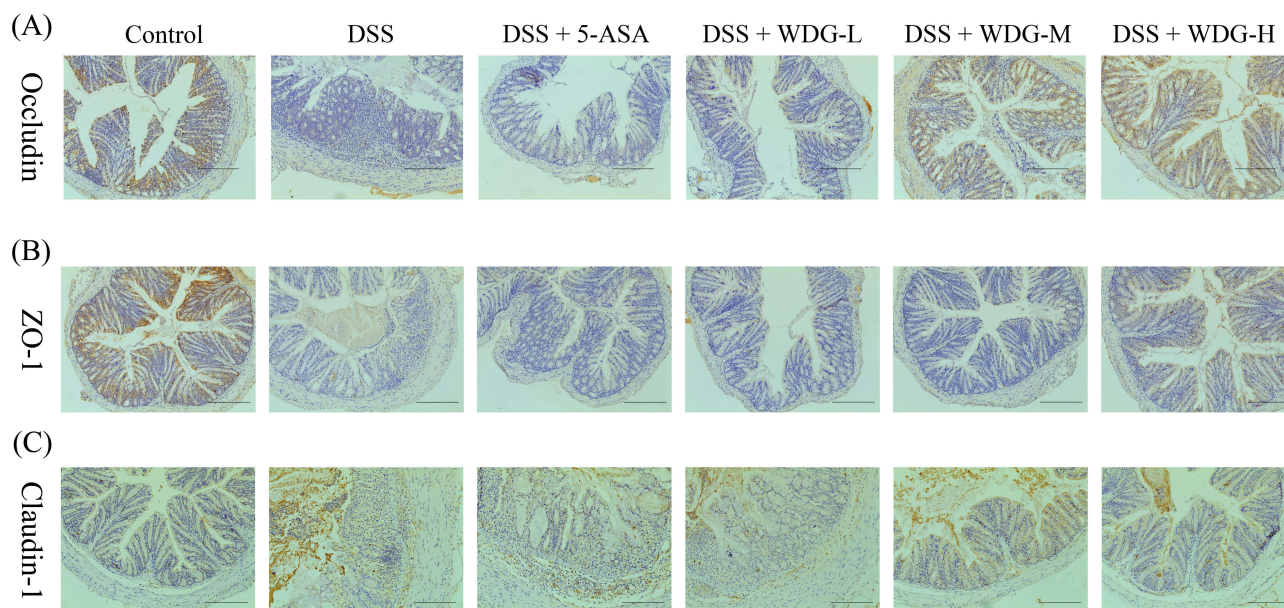 (A)
Control DSS DSS + 5-ASA DSS + WDG-L DSS + WDG-M DSS + WDG-H
Occludin
(B)
ZO-1
(C)
Claudin-1